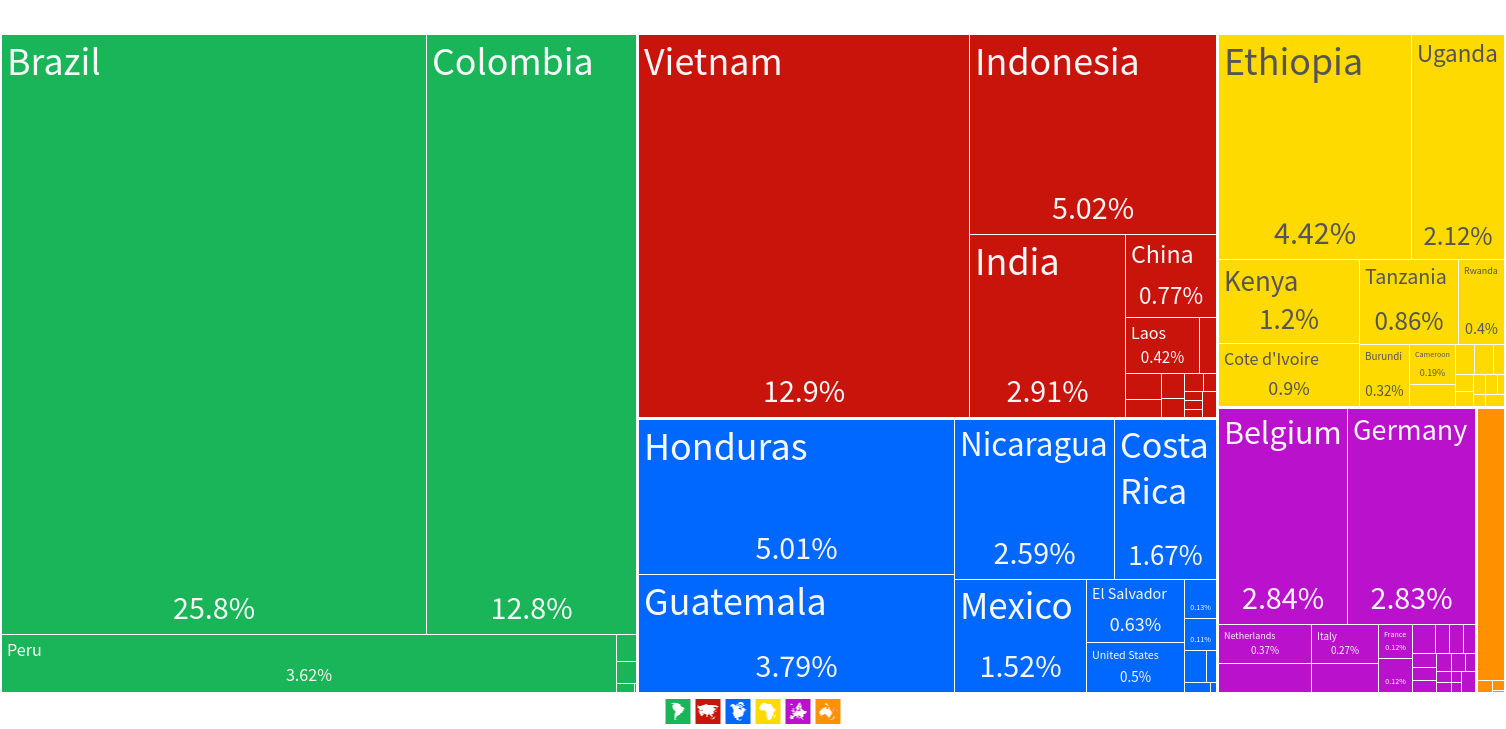 Brazil
25.8%
Colombia
12.8%
Peru
3.62%
Vietnam
12.9%
Indonesia
5.02%
India
2.91%
China
0.77%
Laos
0.42%
Honduras
5.01%
Guatemala
3.79%
Nicaragua
2.59%
Costa
Rica
1.67%
Mexico
1.52%
El Salvador
0.63%
United States
0.5%
0.13%
0.11%
Ethiopia
4.42%
Uganda
2.12%
Kenya
1.2%
Tanzania
0.86%
Rwanda
0.4%
Cote d'Ivoire
0.9%
Burundi
0.32%
Cameroon
0.19%
Belgium
2.84%
Germany
2.83%
Netherlands
0.37%
Italy
0.27%
France
0.12%
0.12%